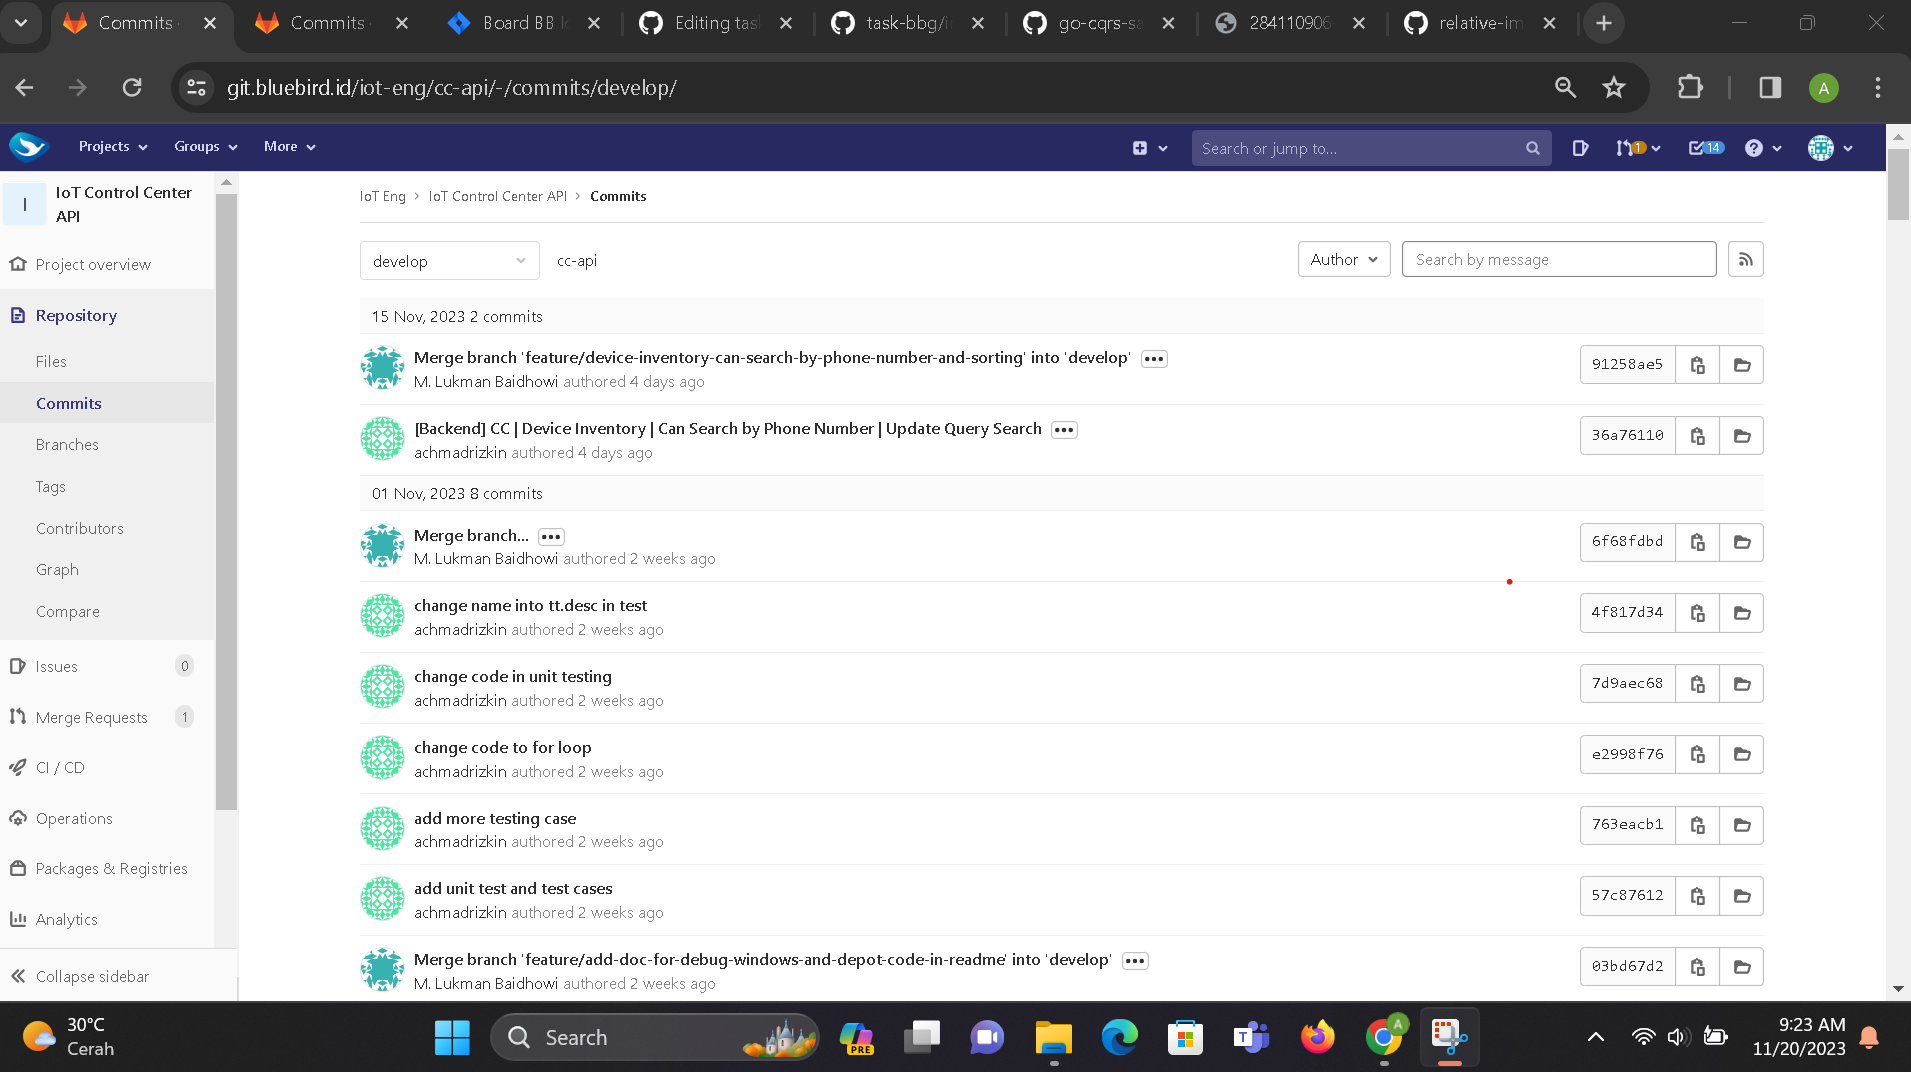 Commits
Commits
Board BB Io
Editing tas
task-bbg/i
go-cqrs-sa
284110906
relative-im
git.bluebird.id/iot-eng/cc-api/-/commits/develop/
A
Projects
Groups
More
Search or jump to...
1
14
I
IoT Control Center
API
Project overview
Repository
Files
Commits
Branches
Tags
Contributors
Graph
Compare
Issues
0
Merge Requests
1
CI / CD
Operations
Packages & Registries
Analytics
Collapse sidebar
IoT Eng > IoT Control Center API > Commits
develop
cc-api
Author
Search by message
15 Nov, 2023 2 commits
Merge branch 'feature/device-inventory-can-search-by-phone-number-and-sorting' into 'develop'
M. Lukman Baidhowi authored 4 days ago
91258ae5
[Backend] CC | Device Inventory | Can Search by Phone Number | Update Query Search
achmadrizkin authored 4 days ago
36a76110
01 Nov, 2023 8 commits
Merge branch...
M. Lukman Baidhowi authored 2 weeks ago
6f68fdbd
change name into tt.desc in test
achmadrizkin authored 2 weeks ago
4f817d34
change code in unit testing
achmadrizkin authored 2 weeks ago
7d9aec68
change code to for loop
achmadrizkin authored 2 weeks ago
e2998f76
add more testing case
achmadrizkin authored 2 weeks ago
763eacb1
add unit test and test cases
achmadrizkin authored 2 weeks ago
57c87612
Merge branch 'feature/add-doc-for-debug-windows-and-depot-code-in-readme' into 'develop'
M. Lukman Baidhowi authored 2 weeks ago
03bd67d2
30°C
Cerah
Search
PRE
A
9:23 AM
11/20/2023